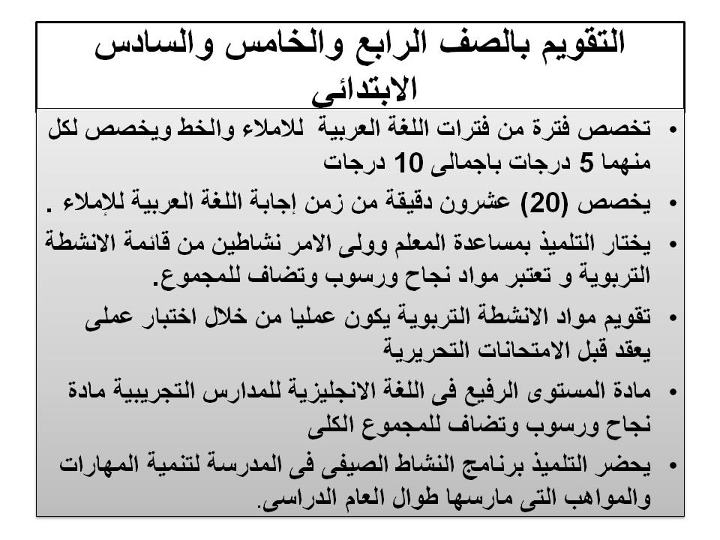 التقويم بالصف الرابع والخامس والسادس
الابتدائي
• تخصص فترة من فترات اللغة العربية للاملاء والخط ويخصص لكل
منهما 5 درجات باجمالى 10 درجات
• يخصص (20) عشرون دقيقة من زمن إجابة اللغة العربية للإملاء .
• يختار التلميذ بمساعدة المعلم وولى الامر نشاطين من قائمة الانشطة
التربوية و تعتبر مواد نجاح ورسوب وتضاف للمجموع.
• تقويم مواد الانشطة التربوية يكون عمليا من خلال اختبار عملى
يعقد قبل الامتحانات التحريرية
• مادة المستوى الرفيع فى اللغة الانجليزية للمدارس التجريبية مادة
نجاح ورسوب وتضاف للمجموع الكلى
• يحضر التلميذ برنامج النشاط الصيفى فى المدرسة لتنمية المهارات
والمواهب التى مارسها طوال العام الدراسى.